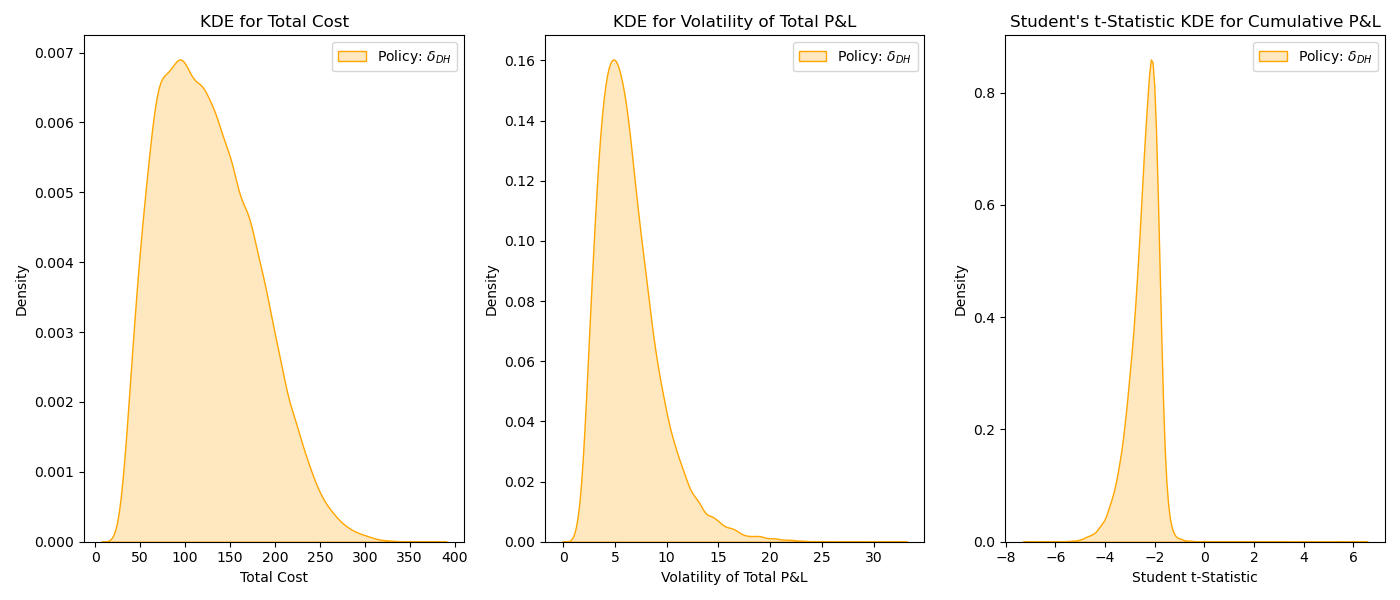 KDE for Total Cost
Policy: δDH
0.007
0.006
0.005
0.004
0.003
0.002
0.001
0.000
Density
0 50 100 150 200 250 300 350 400
Total Cost
KDE for Volatility of Total P&L
Policy: δDH
0.16
0.14
0.12
0.10
0.08
0.06
0.04
0.02
0.00
Density
0 5 10 15 20 25 30
Volatility of Total P&L
Student's t-Statistic KDE for Cumulative P&L
Policy: δDH
0.8
0.6
0.4
0.2
0.0
Density
−8 −6 −4 −2 0 2 4 6
Student t-Statistic